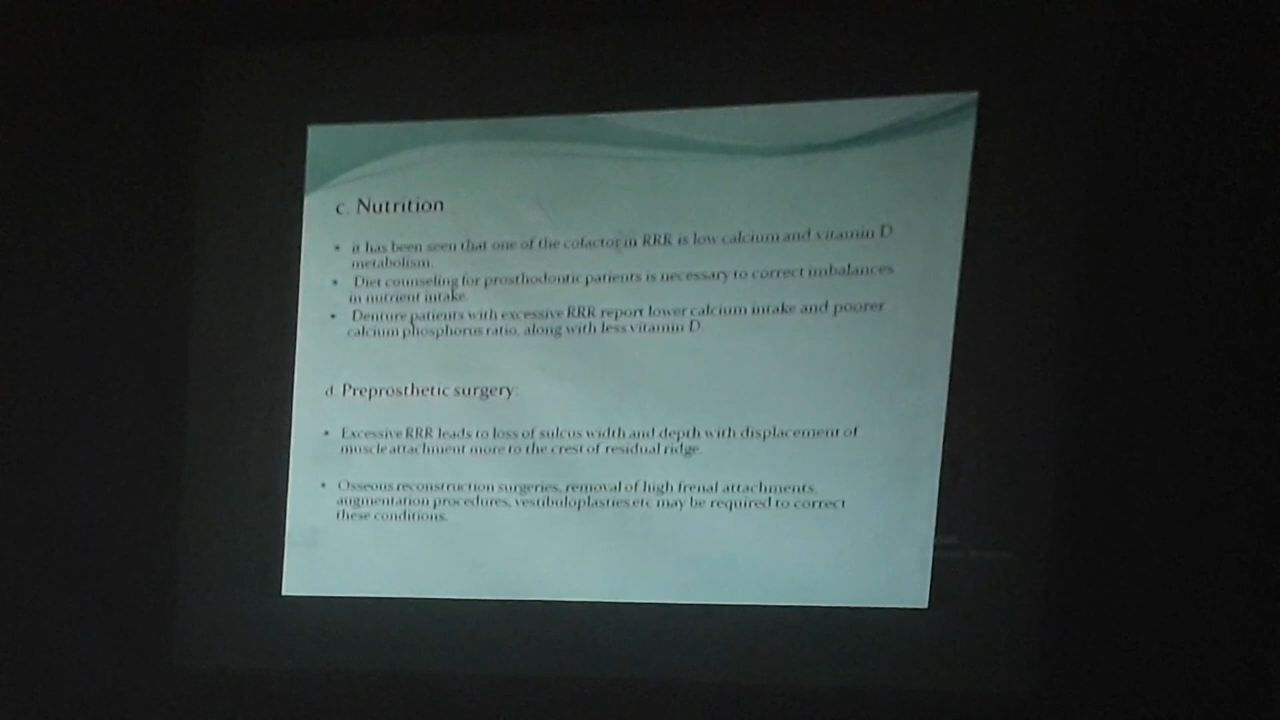 c. Nutrition
• it has been seen that one of the cofactor in RRR is low calcium and vitamin D
metabolism.
• Diet counseling for prosthodontic patients is necessary to correct imbalances
in nutrient intake.
• Denture patients with excessive RRR report lower calcium intake and poorer
calcium phosphorus ratio, along with less vitamin D.
d. Preprosthetic surgery:
• Excessive RRR leads to loss of sulcus width and depth with displacement of
muscle attachment more to the crest of residual ridge.
• Osseous reconstruction surgeries, removal of high frenal attachments,
augmentation procedures, vestibuloplasties etc may be required to correct
these conditions.